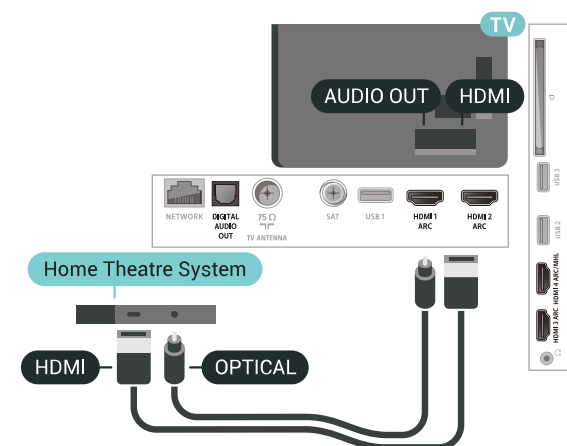 TV
AUDIO OUT
HDMI
CI
USB 3
USB 2
HDMI 4 ARC/MHL
HDMI 3 ARC
NETWORK
DIGITAL
AUDIO
OUT
75 Ω
TV ANTENNA
SAT
USB 1
HDMI 1
ARC
HDMI 2
ARC
Home Theatre System
HDMI
OPTICAL